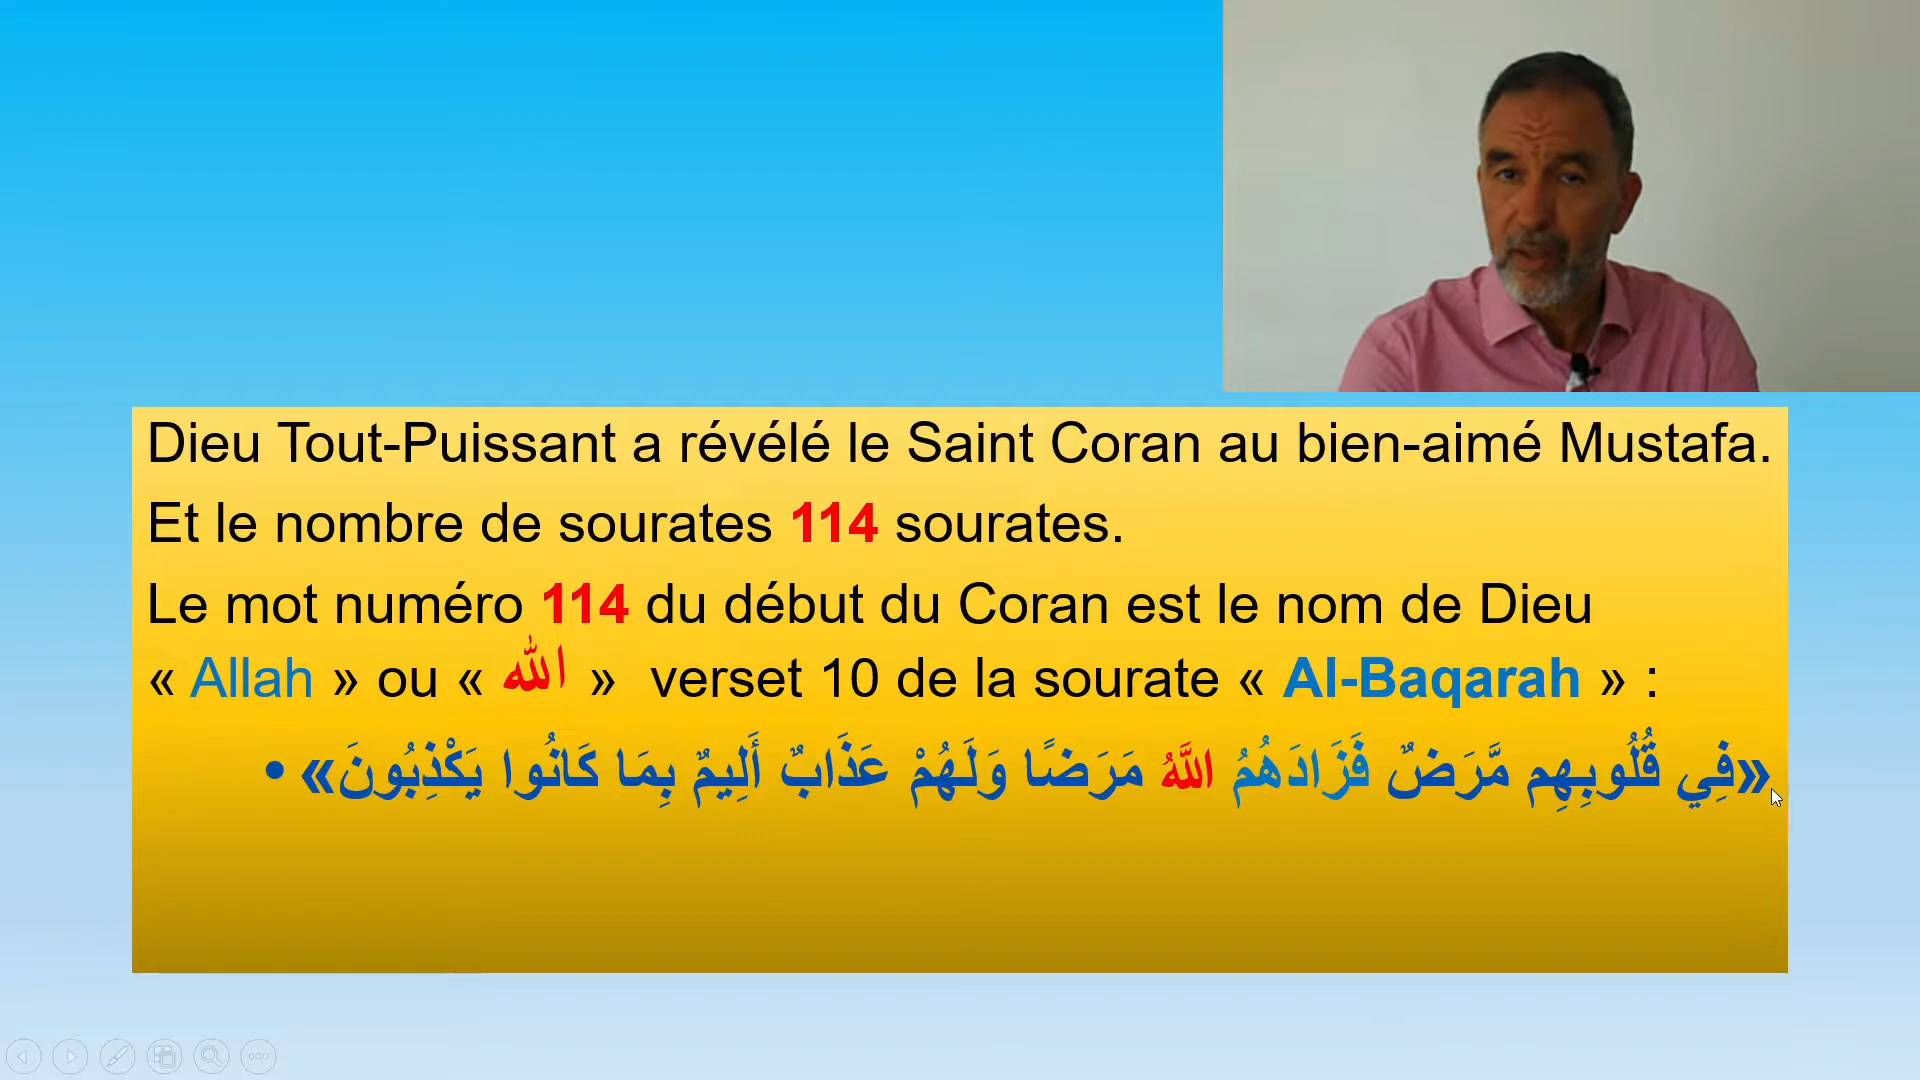 Dieu Tout-Puissant a révélé le Saint Coran au bien-aimé Mustafa.
Et le nombre de sourates 114 sourates.
Le mot numéro 114 du début du Coran est le nom de Dieu
« Allah » ou « الله » verset 10 de la sourate « Al-Baqarah » :
• «فِي قُلُوبِهِم مَّرَضٌ فَزَادَهُمُ اللَّهُ مَرَضًا وَلَهُمْ عَذَابٌ أَلِيمٌ بِمَا كَانُوا يَكْذِبُونَ»